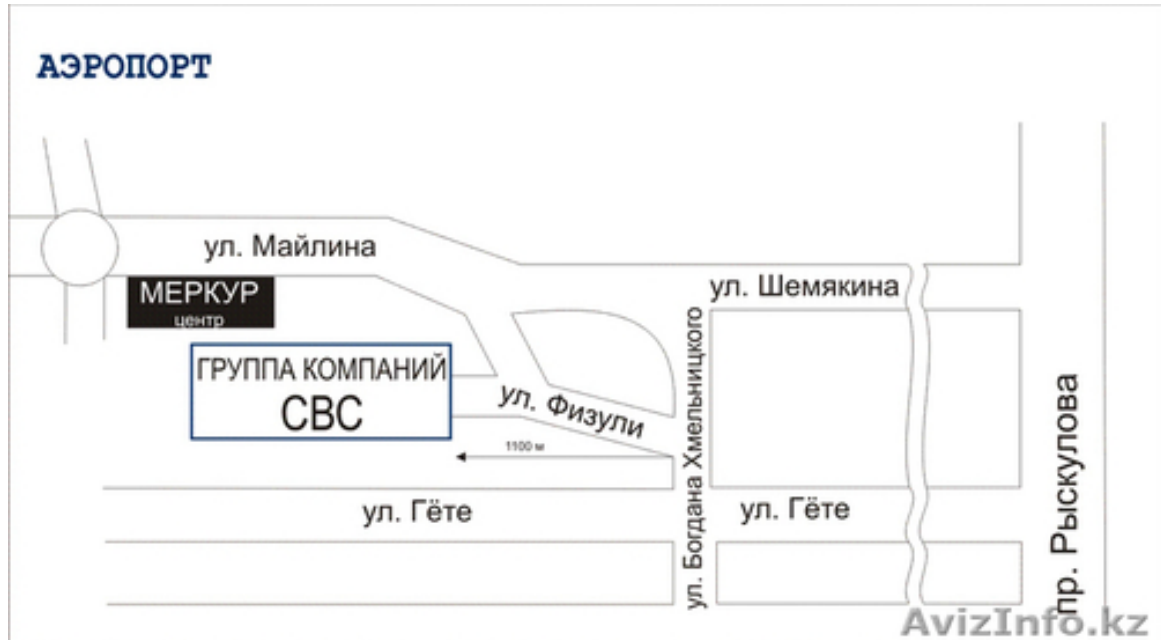 АЭРОПОРТ
ул. Майлина
МЕРКУР
центр
ул. Шемякина
ГРУППА КОМПАНИЙ
СВС
ул. Физули
1100 м
ул. Богдана Хмельницкого
ул. Гёте
ул. Гёте
пр. Рыскулова
AvizInfo.kz